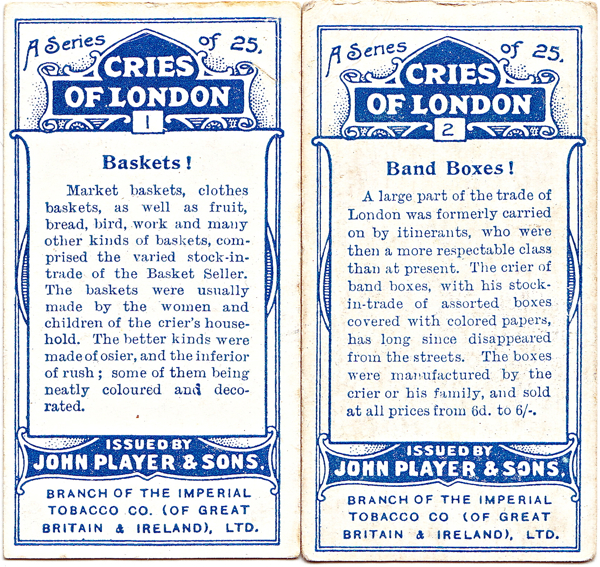 A Series of 25.
CRIES
OF LONDON
1
Baskets!
Market baskets, clothes
baskets, as well as fruit,
bread, bird, work and many
other kinds of baskets, com-
prised the varied stock-in-
trade of the Basket Seller.
The baskets were usually
made by the women and
children of the crier's house-
hold. The better kinds were
made of osier, and the inferior
of rush; some of them being
neatly coloured and deco-
rated.
ISSUED BY
JOHN PLAYER & SONS.
BRANCH OF THE IMPERIAL
TOBACCO CO. (OF GREAT
BRITAIN & IRELAND), LTD.
A Series of 25.
CRIES
OF LONDON
2
Band Boxes!
A large part of the trade of
London was formerly carried
on by itinerants, who were
then a more respectable class
than at present. The crier of
band boxes, with his stock-
in-trade of assorted boxes
covered with colored papers,
has long since disappeared
from the streets. The boxes
were manufactured by the
crier or his family, and sold
at all prices from 6d. to 6/-.
ISSUED BY
JOHN PLAYER & SONS.
BRANCH OF THE IMPERIAL
TOBACCO CO. (OF GREAT
BRITAIN & IRELAND), LTD.